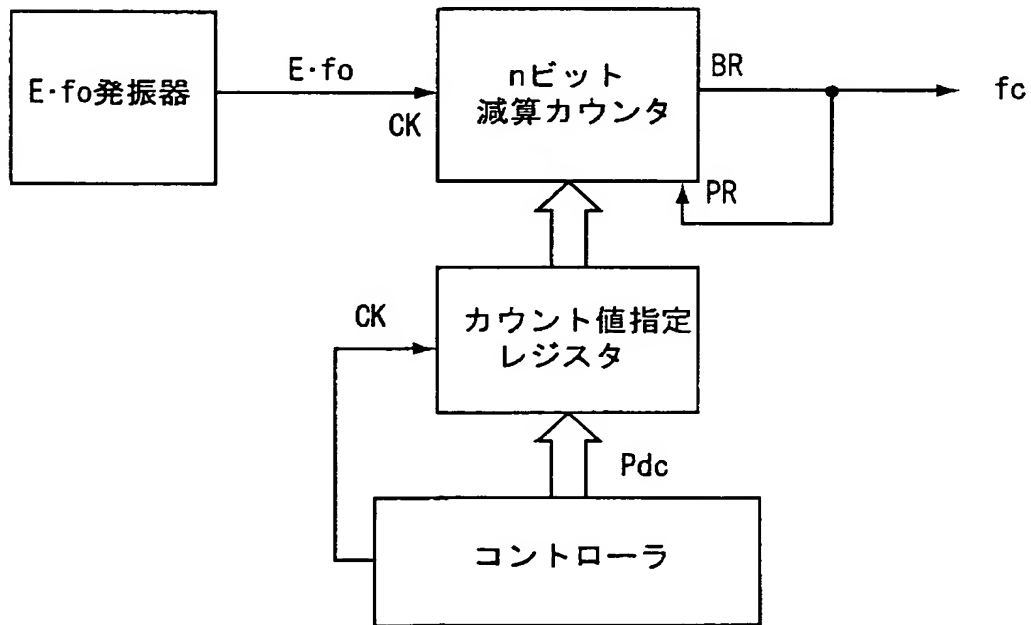 E·fo発振器
E·fo
CK
nビット
減算カウンタ
BR
fc
PR
CK
カウント値指定
レジスタ
Pdc
コントローラ